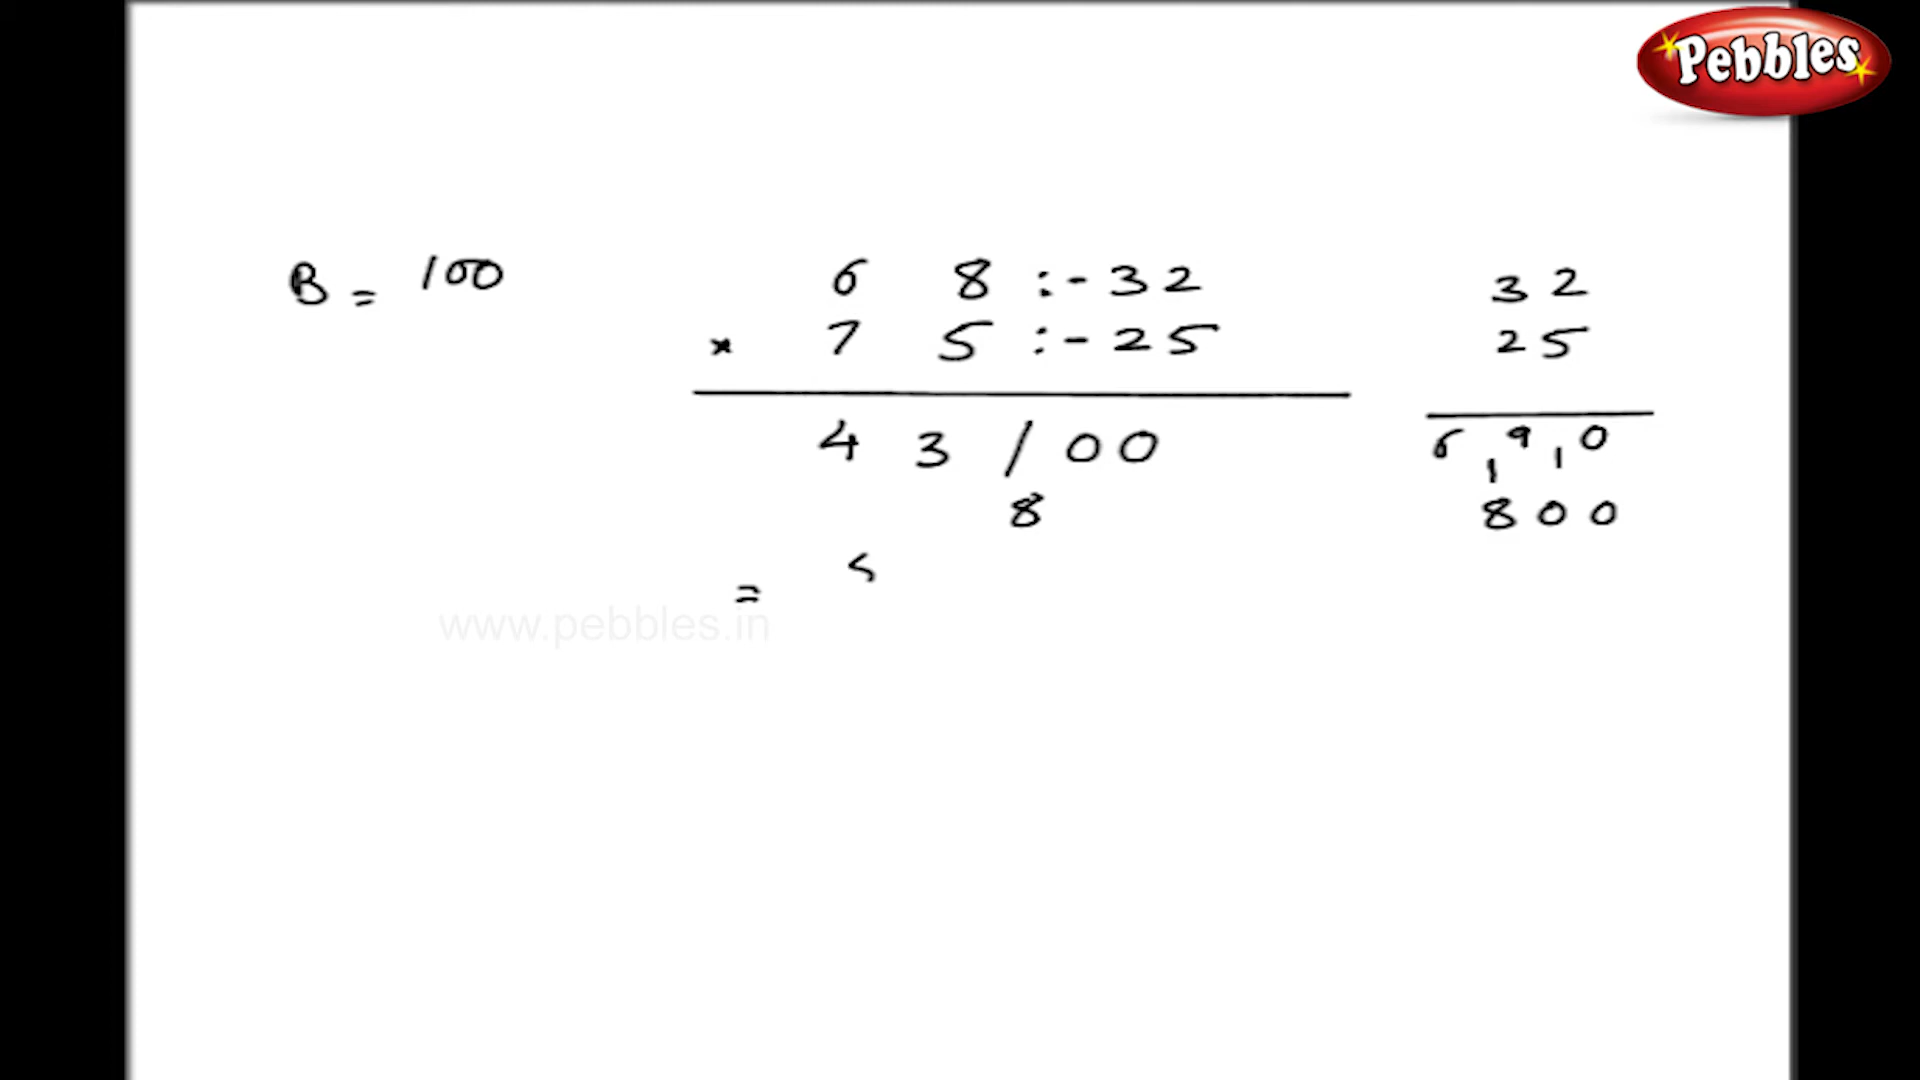 Pebbles
B = 100
6 8 : - 32
× 7 5 : - 25
4 3 / 00
8
= 5
32
25
6 1 9 1 0
800
www.pebbles.in